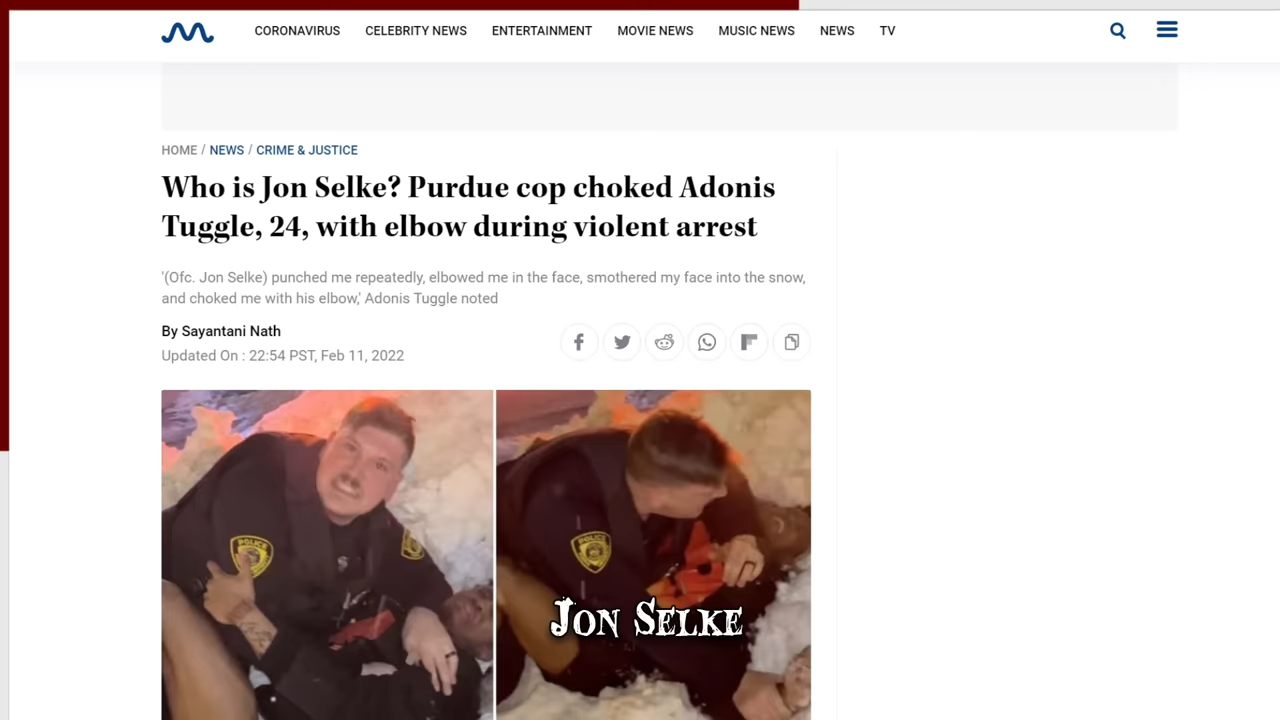 CORONAVIRUS CELEBRITY NEWS ENTERTAINMENT MOVIE NEWS MUSIC NEWS NEWS TV
HOME / NEWS / CRIME & JUSTICE
Who is Jon Selke? Purdue cop choked Adonis
Tuggle, 24, with elbow during violent arrest
'(Ofc. Jon Selke) punched me repeatedly, elbowed me in the face, smothered my face into the snow,
and choked me with his elbow,' Adonis Tuggle noted
By Sayantani Nath
Updated On : 22:54 PST, Feb 11, 2022
POLICE
POLICE
JON SELKE